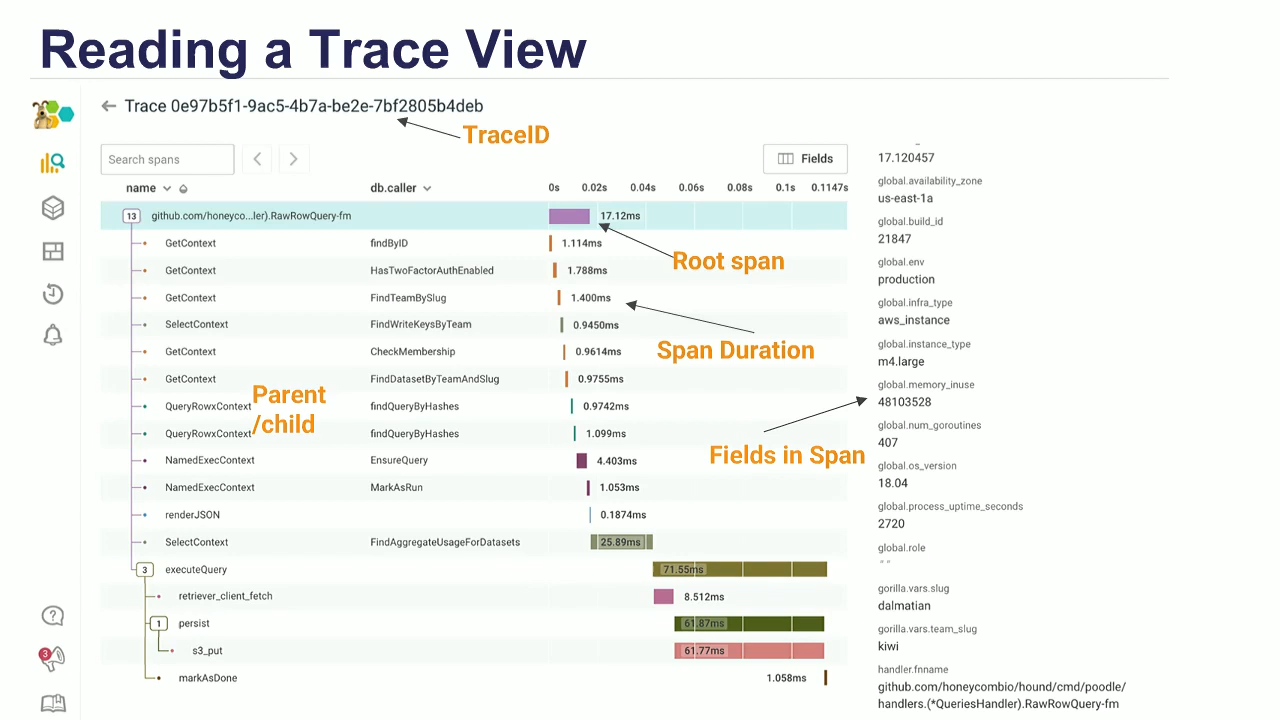 Reading a Trace View
Trace 0e97b5f1-9ac5-4b7a-be2e-7bf2805b4deb
TraceID
Search spans
Fields
name db.caller 0s 0.02s 0.04s 0.06s 0.08s 0.1s 0.1147s
13 github.com/honeyco...ler).RawRowQuery-fm 17.12ms
Root span
GetContext findByID 1.114ms
GetContext HasTwoFactorAuthEnabled 1.788ms
GetContext FindTeamBySlug 1.400ms
SelectContext FindWriteKeysByTeam 0.9450ms
Span Duration
GetContext CheckMembership 0.9614ms
GetContext FindDatasetByTeamAndSlug 0.9755ms
Parent
/child
QueryRowxContext findQueryByHashes 0.9742ms
QueryRowxContext findQueryByHashes 1.099ms
Fields in Span
NamedExecContext EnsureQuery 4.403ms
NamedExecContext MarkAsRun 1.053ms
renderJSON 0.1874ms
SelectContext FindAggregateUsageForDatasets 25.89ms
3 executeQuery 71.55ms
retriever_client_fetch 8.512ms
1 persist 61.87ms
s3_put 61.77ms
markAsDone 1.058ms
3
17.120457
global.availability_zone
us-east-1a
global.build_id
21847
global.env
production
global.infra_type
aws_instance
global.instance_type
m4.large
global.memory_inuse
48103528
global.num_goroutines
407
global.os_version
18.04
global.process_uptime_seconds
2720
global.role
""
gorilla.vars.slug
dalmatian
gorilla.vars.team_slug
kiwi
handler.fnname
github.com/honeycombio/hound/cmd/poodle/
handlers.(*QueriesHandler).RawRowQuery-fm